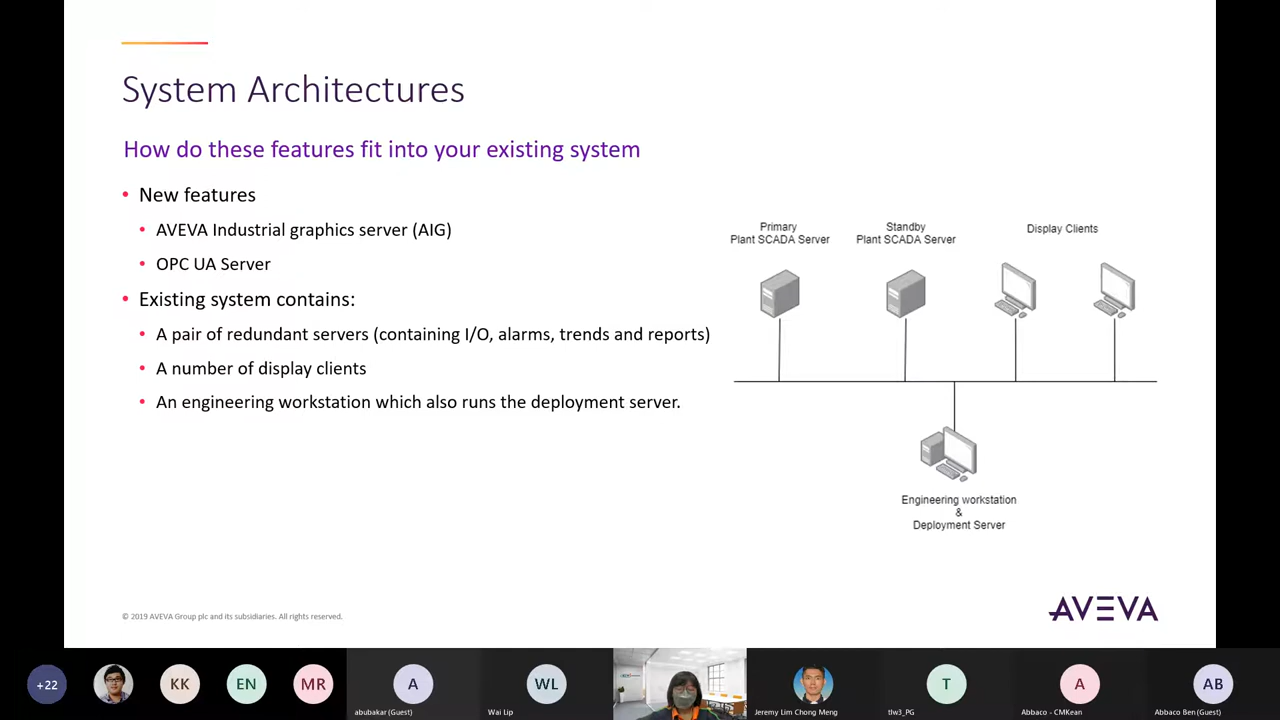 System Architectures
How do these features fit into your existing system
• New features
• AVEVA Industrial graphics server (AIG)
• OPC UA Server
• Existing system contains:
• A pair of redundant servers (containing I/O, alarms, trends and reports)
• A number of display clients
• An engineering workstation which also runs the deployment server.
Primary
Plant SCADA Server
Standby
Plant SCADA Server
Display Clients
Engineering workstation
&
Deployment Server
© 2019 AVEVA Group plc and its subsidiaries. All rights reserved.
AVEVA
+22
KK
EN
MR
A
abubakar (Guest)
WL
Wai Lip
Jeremy Lim Chong Meng
T
tlw3_PG
A
Abbaco - CMKean
AB
Abbaco Ben (Guest)